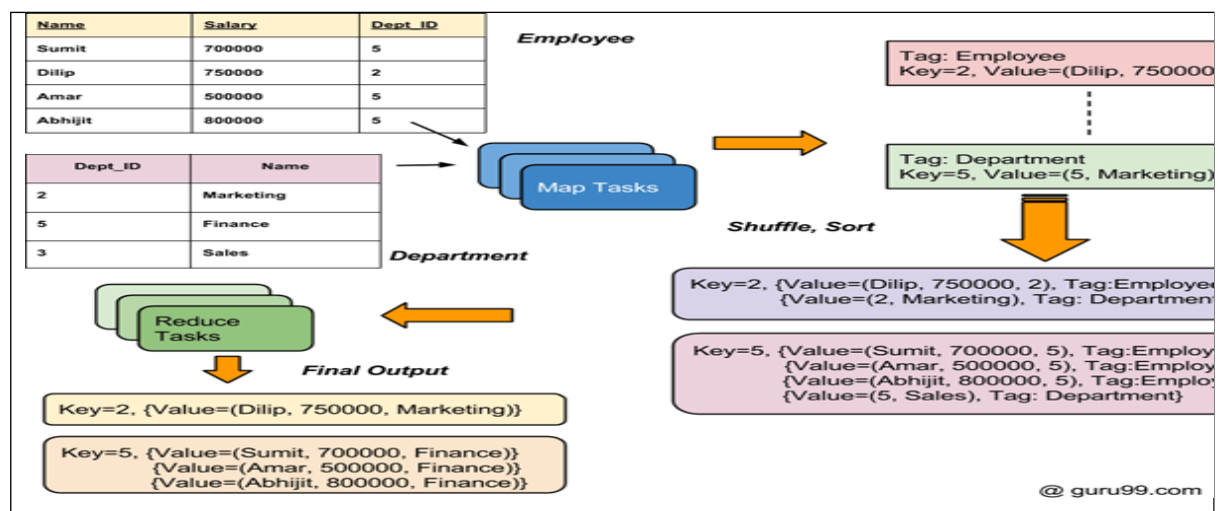 Name Salary Dept_ID
Sumit 700000 5
Dilip 750000 2
Amar 500000 5
Abhijit 800000 5
Employee
Dept_ID Name
2 Marketing
5 Finance
3 Sales
Department
Map Tasks
Tag: Employee
Key=2, Value=(Dilip, 750000
Tag: Department
Key=5, Value=(5, Marketing)
Shuffle, Sort
Key=2, {Value=(Dilip, 750000, 2), Tag:Employee
{Value=(2, Marketing), Tag: Department
Key=5, {Value=(Sumit, 700000, 5), Tag:Employ
{Value=(Amar, 500000, 5), Tag:Employ
{Value=(Abhijit, 800000, 5), Tag:Employ
{Value=(5, Sales), Tag: Department}
Reduce
Tasks
Final Output
Key=2, {Value=(Dilip, 750000, Marketing)}
Key=5, {Value=(Sumit, 700000, Finance)}
{Value=(Amar, 500000, Finance)}
{Value=(Abhijit, 800000, Finance)}
@ guru99.com